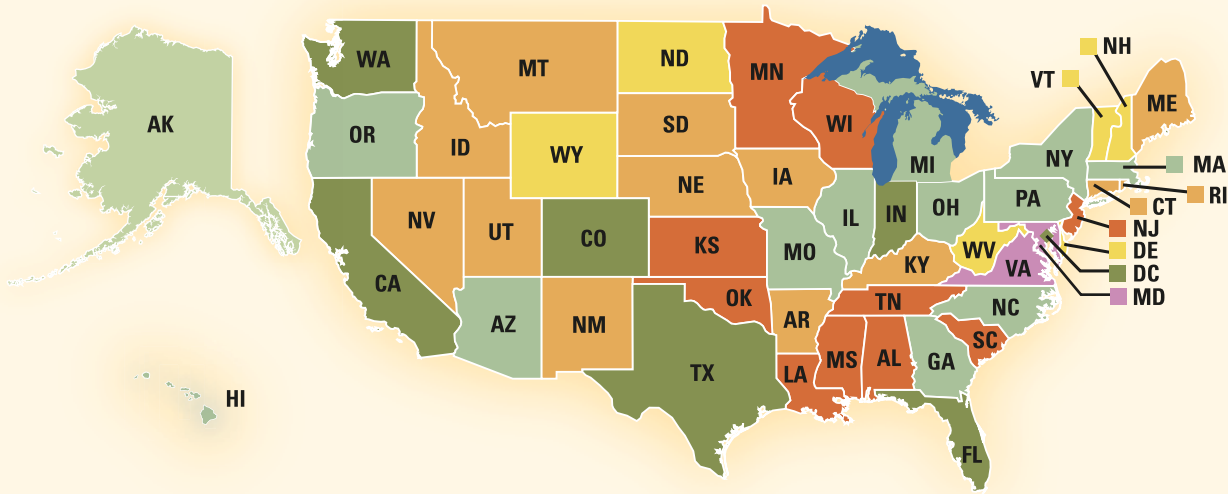 NH
WA
MT
ND
MN
VT
ME
AK
OR
ID
SD
WI
WY
MI
NY
MA
NE
IA
PA
RI
NV
UT
CO
KS
MO
IL
IN
OH
CT
NJ
WV
DE
CA
KY
VA
DC
MD
OK
TN
NC
AZ
NM
AR
SC
TX
LA
MS
AL
GA
HI
FL